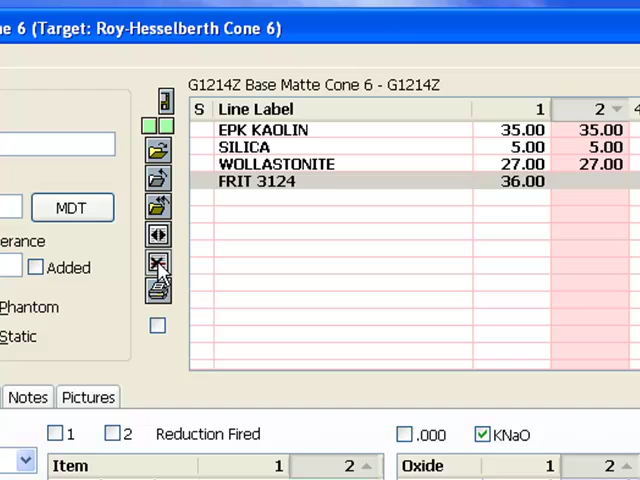 ne 6 (Target: Roy-Hesselberth Cone 6)
G1214Z Base Matte Cone 6 - G1214Z
S Line Label 1 2 4
EPK KAOLIN 35.00 35.00
SILICA 5.00 5.00
WOLLASTONITE 27.00 27.00
FRIT 3124 36.00
MDT
erance
Added
Phantom
Static
Notes Pictures
1 2 Reduction Fired .000 KNaO
Item 1 2 Oxide 1 2